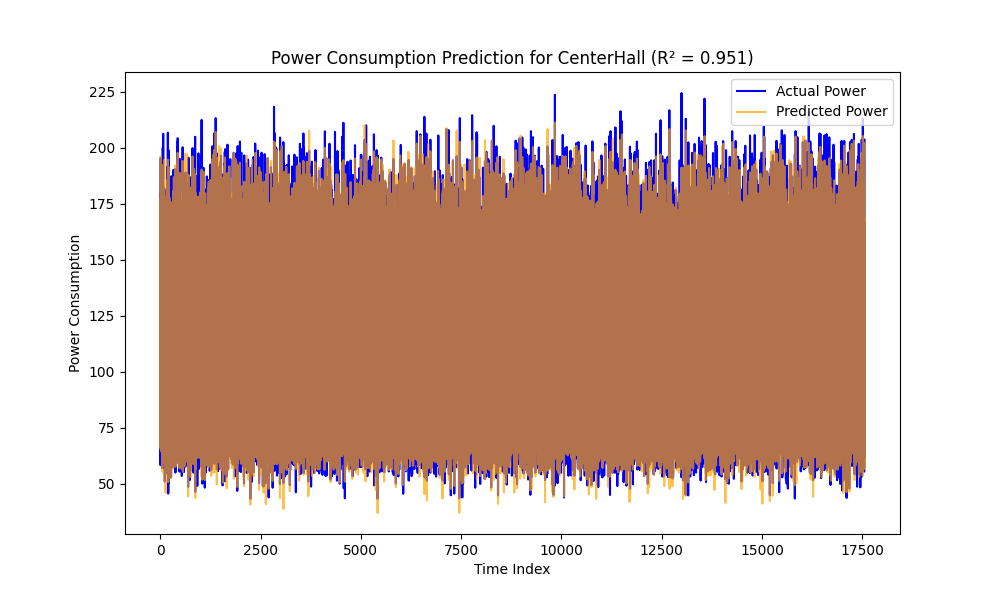 Power Consumption Prediction for CenterHall (R² = 0.951)
Actual Power
Predicted Power
225
200
175
150
125
100
75
50
Power Consumption
0 2500 5000 7500 10000 12500 15000 17500
Time Index